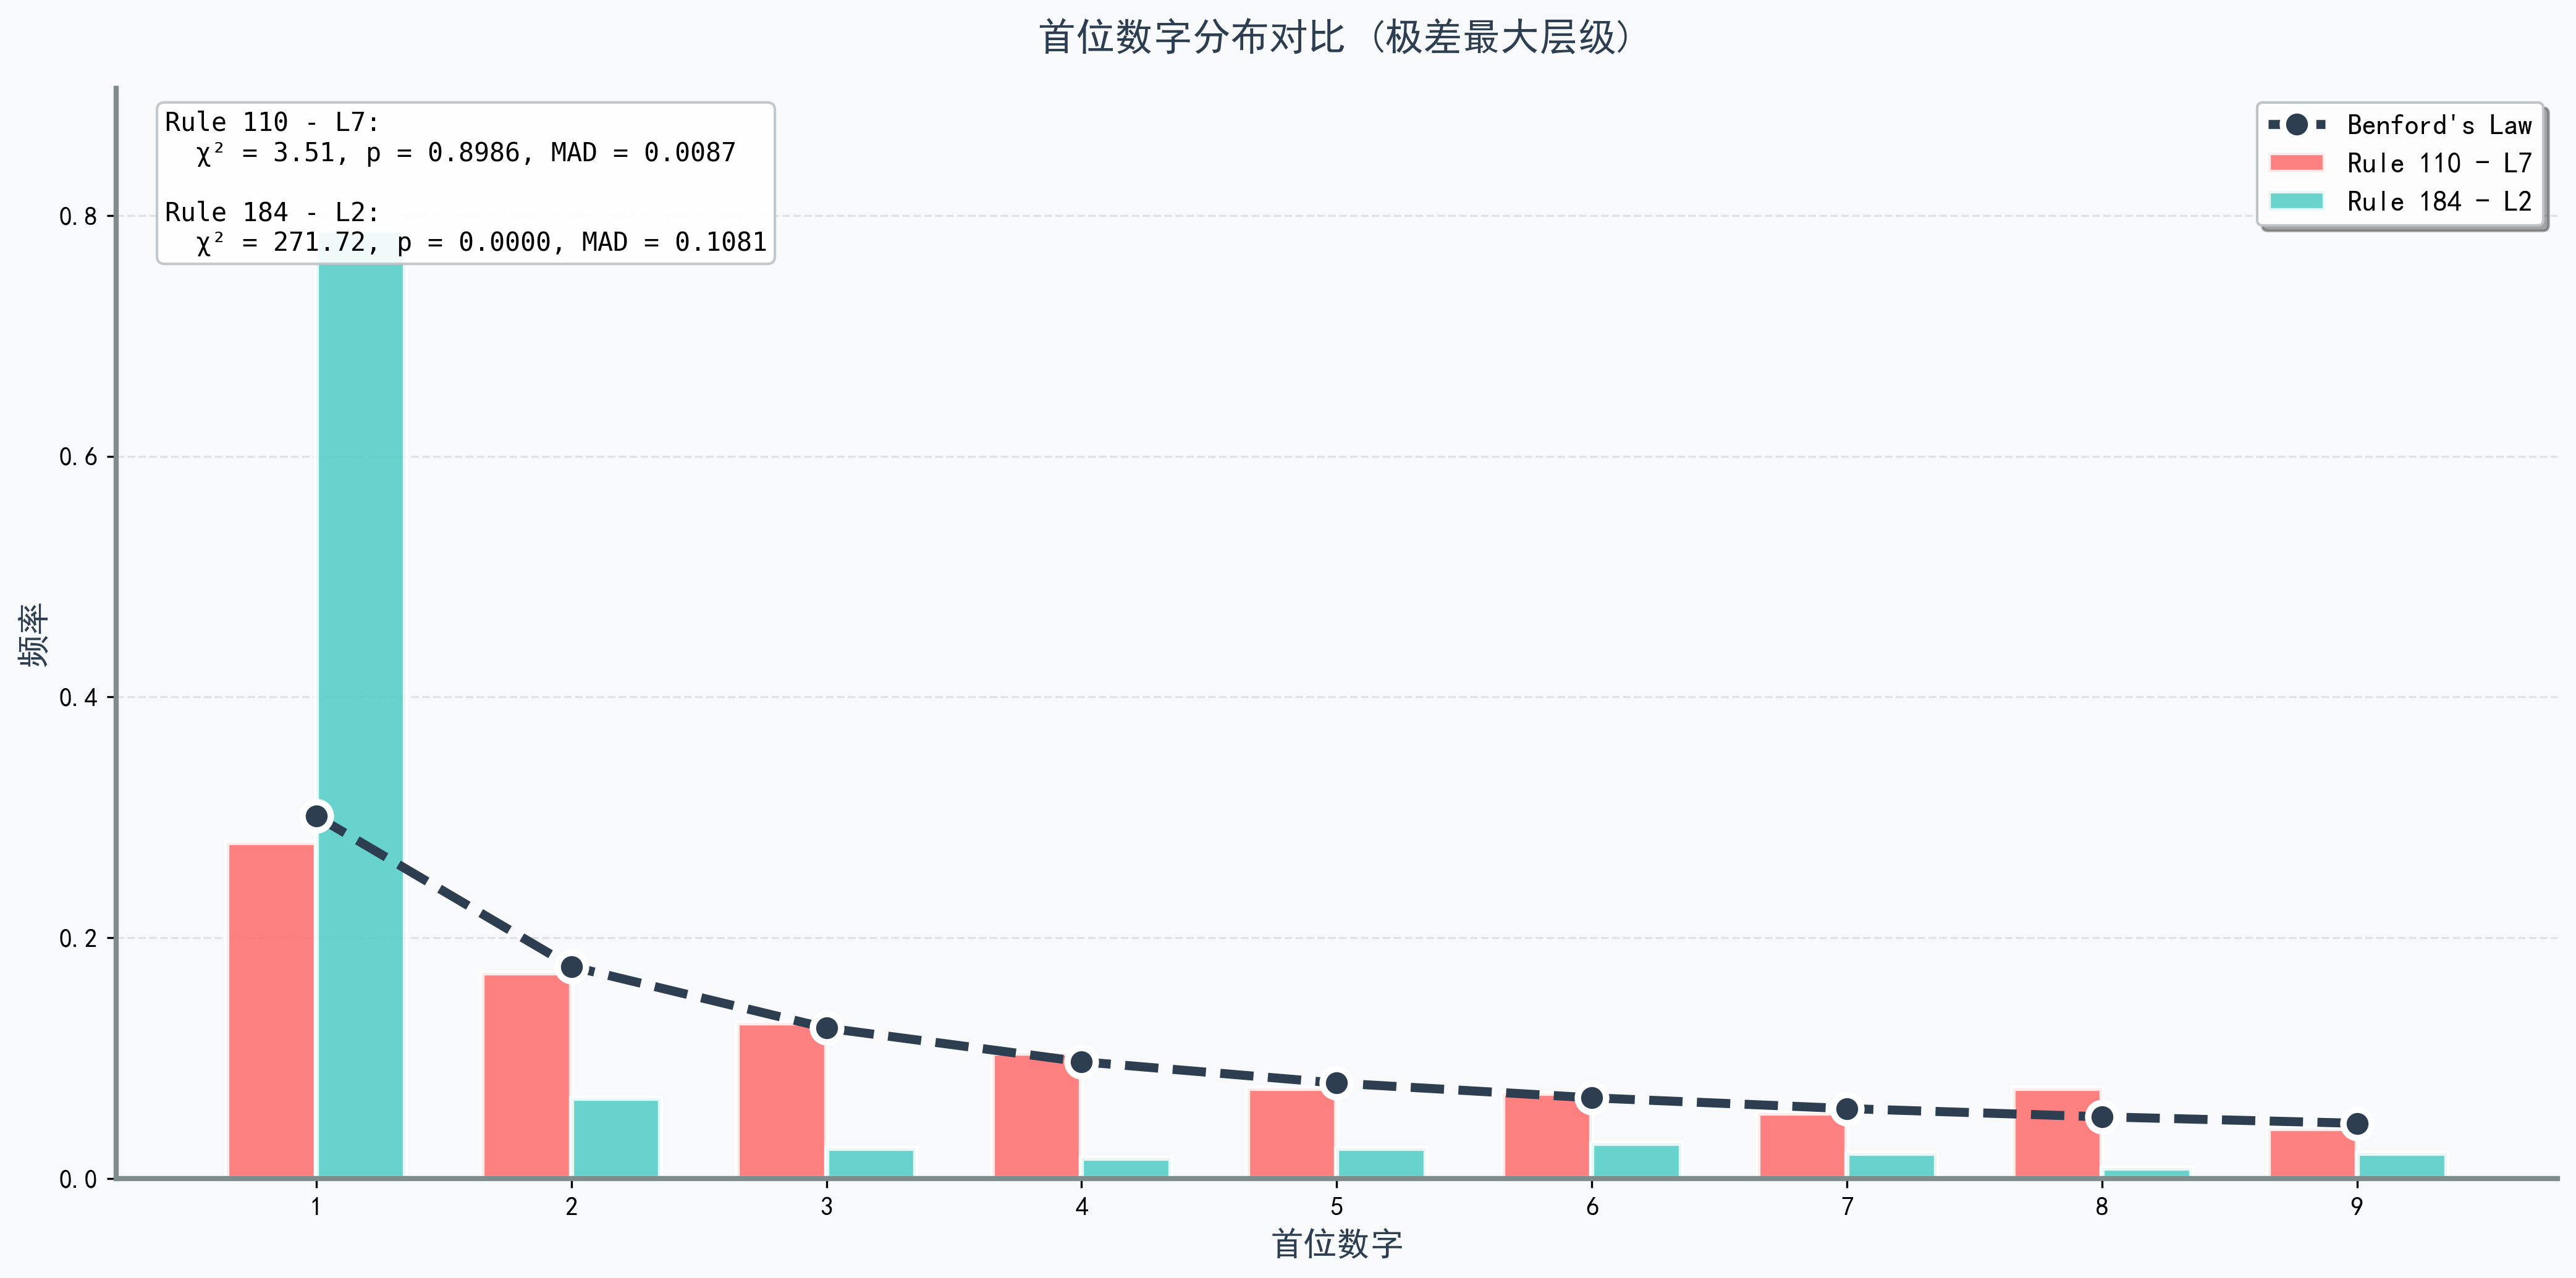 首位数字分布对比 (极差最大层级)
Rule 110 - L7:
χ² = 3.51, p = 0.8986, MAD = 0.0087
Rule 184 - L2:
χ² = 271.72, p = 0.0000, MAD = 0.1081
Benford's Law
Rule 110 - L7
Rule 184 - L2
频率
0.8
0.6
0.4
0.2
0.0
1 2 3 4 5 6 7 8 9
首位数字